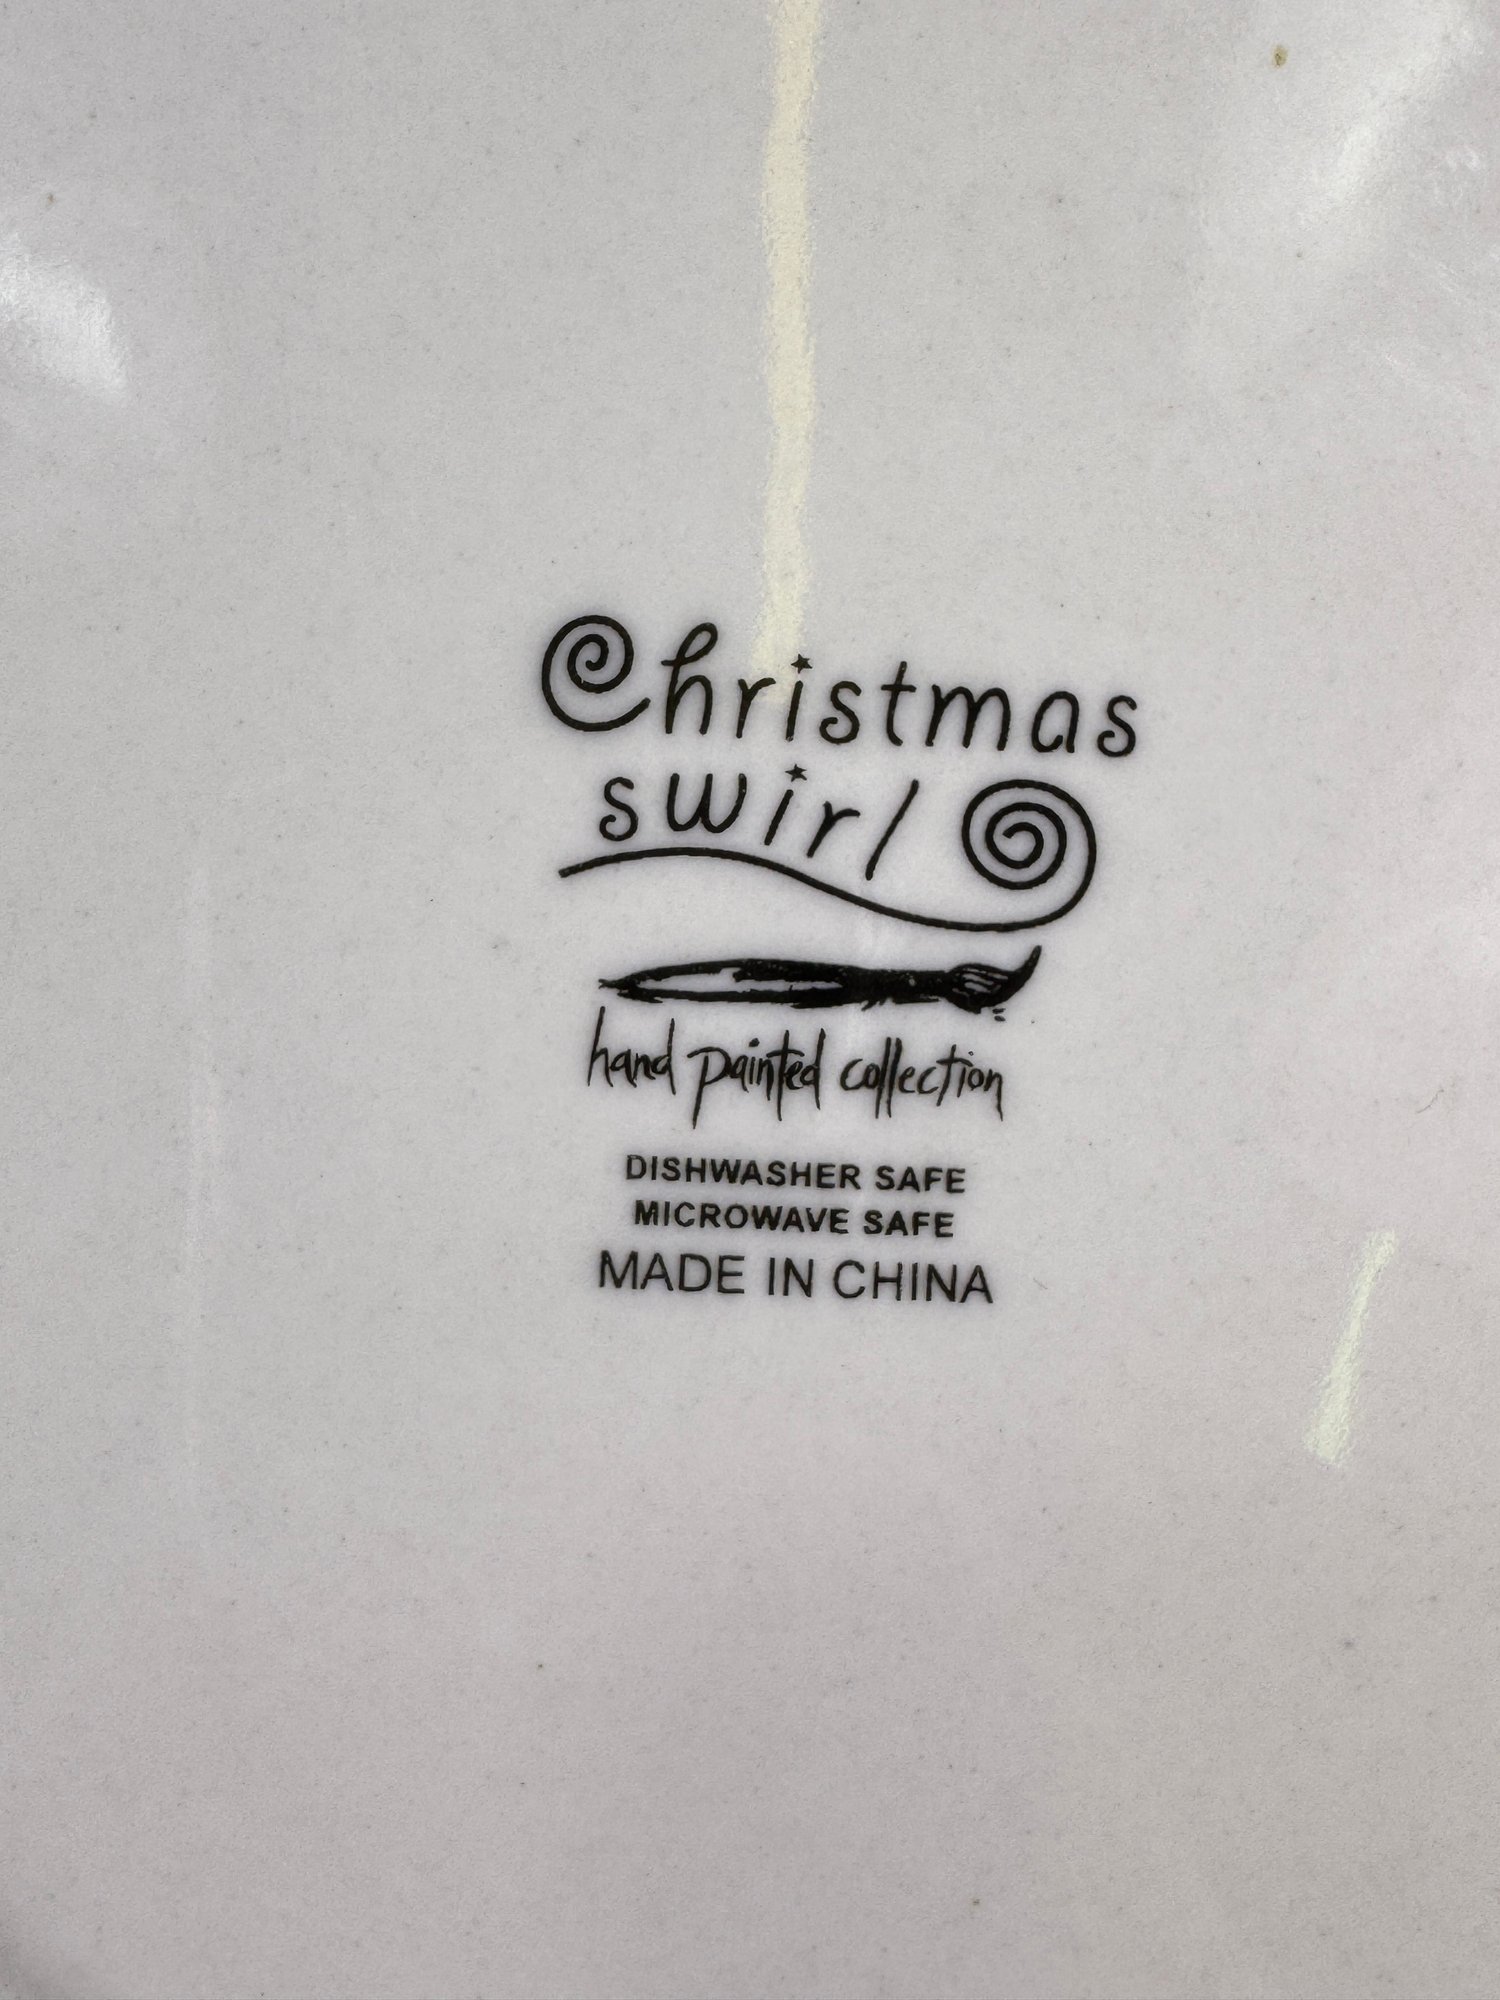 Christmas
swirl
hand painted collection
DISHWASHER SAFE
MICROWAVE SAFE
MADE IN CHINA